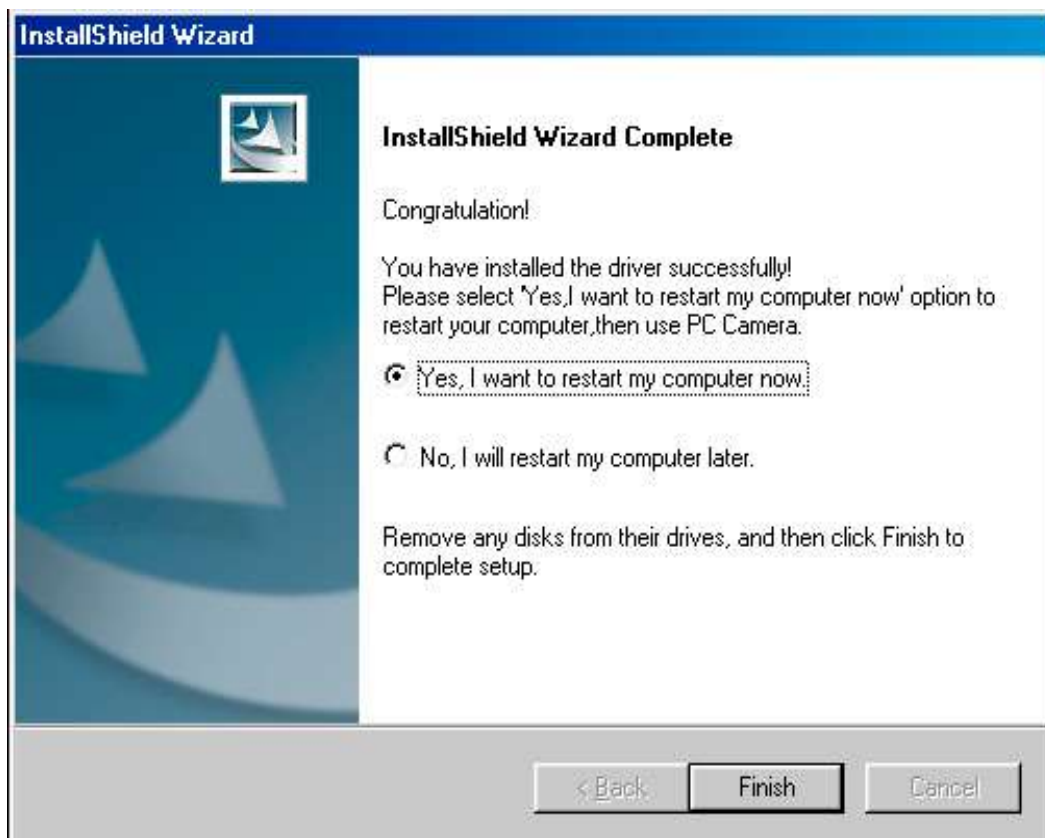 InstallShield Wizard
InstallShield Wizard Complete
Congratulation!
You have installed the driver successfully!
Please select 'Yes,I want to restart my computer now' option to
restart your computer,then use PC Camera.
Yes, I want to restart my computer now.
No, I will restart my computer later.
Remove any disks from their drives, and then click Finish to
complete setup.
< Back
Finish
Cancel